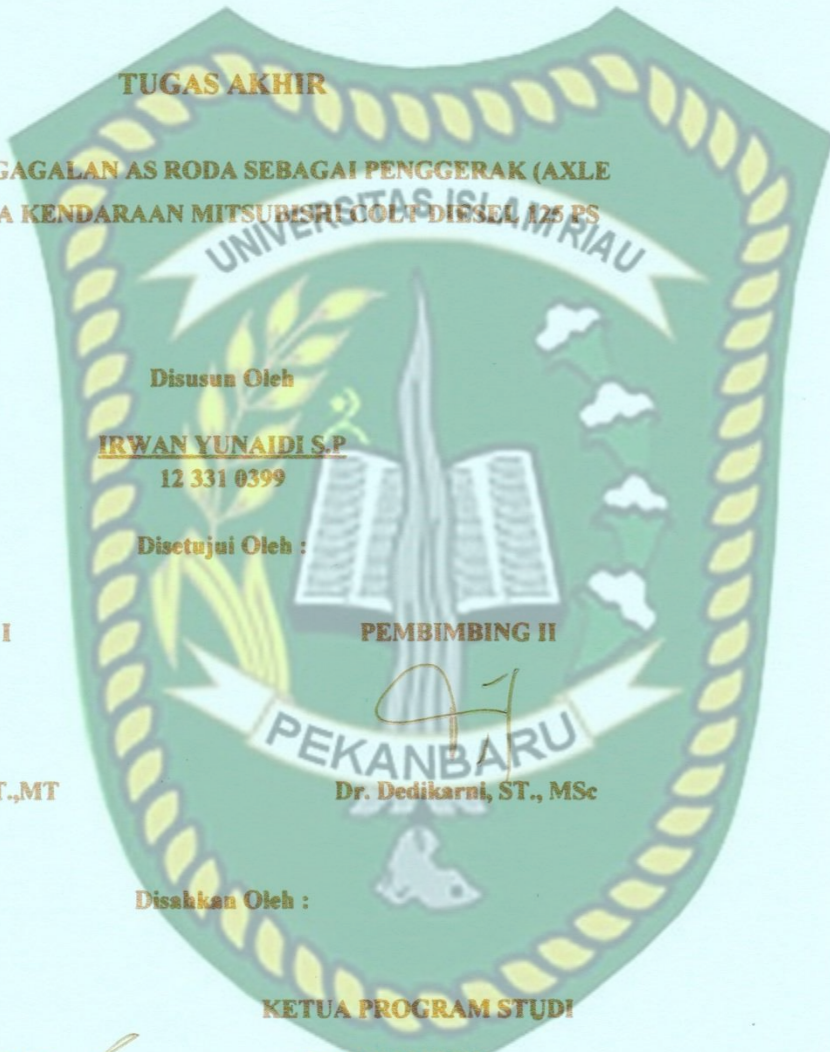 TUGAS AKHIR
GAGALAN AS RODA SEBAGAI PENGGERAK (AXLE
A KENDARAAN MITSUBISHI COLT DIESEL 125 PS
UNIVERSITAS ISLAM RIAU
Disusun Oleh
IRWAN YUNAIDI S.P
12 331 0399
Disetujui Oleh :
I
PEMBIMBING II
PEKANBARU
T.,MT
Dr. Dedikarni, ST., MSc
Disahkan Oleh :
KETUA PROGRAM STUDI